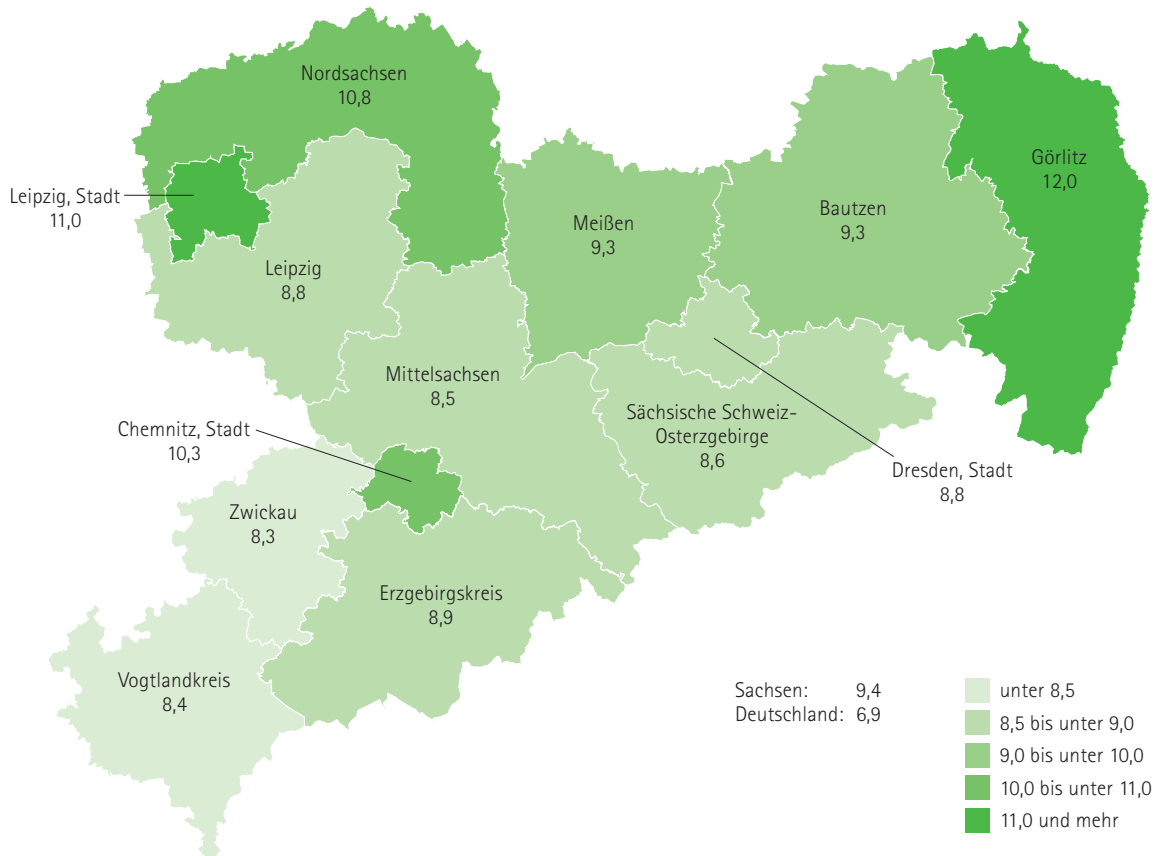 Nordsachsen
10,8
Görlitz
12,0
Leipzig, Stadt
11,0
Meißen
9,3
Bautzen
9,3
Leipzig
8,8
Mittelsachsen
8,5
Sächsische Schweiz-
Osterzgebirge
8,6
Chemnitz, Stadt
10,3
Dresden, Stadt
8,8
Zwickau
8,3
Erzgebirgskreis
8,9
Vogtlandkreis
8,4
Sachsen: 9,4
Deutschland: 6,9
unter 8,5
8,5 bis unter 9,0
9,0 bis unter 10,0
10,0 bis unter 11,0
11,0 und mehr